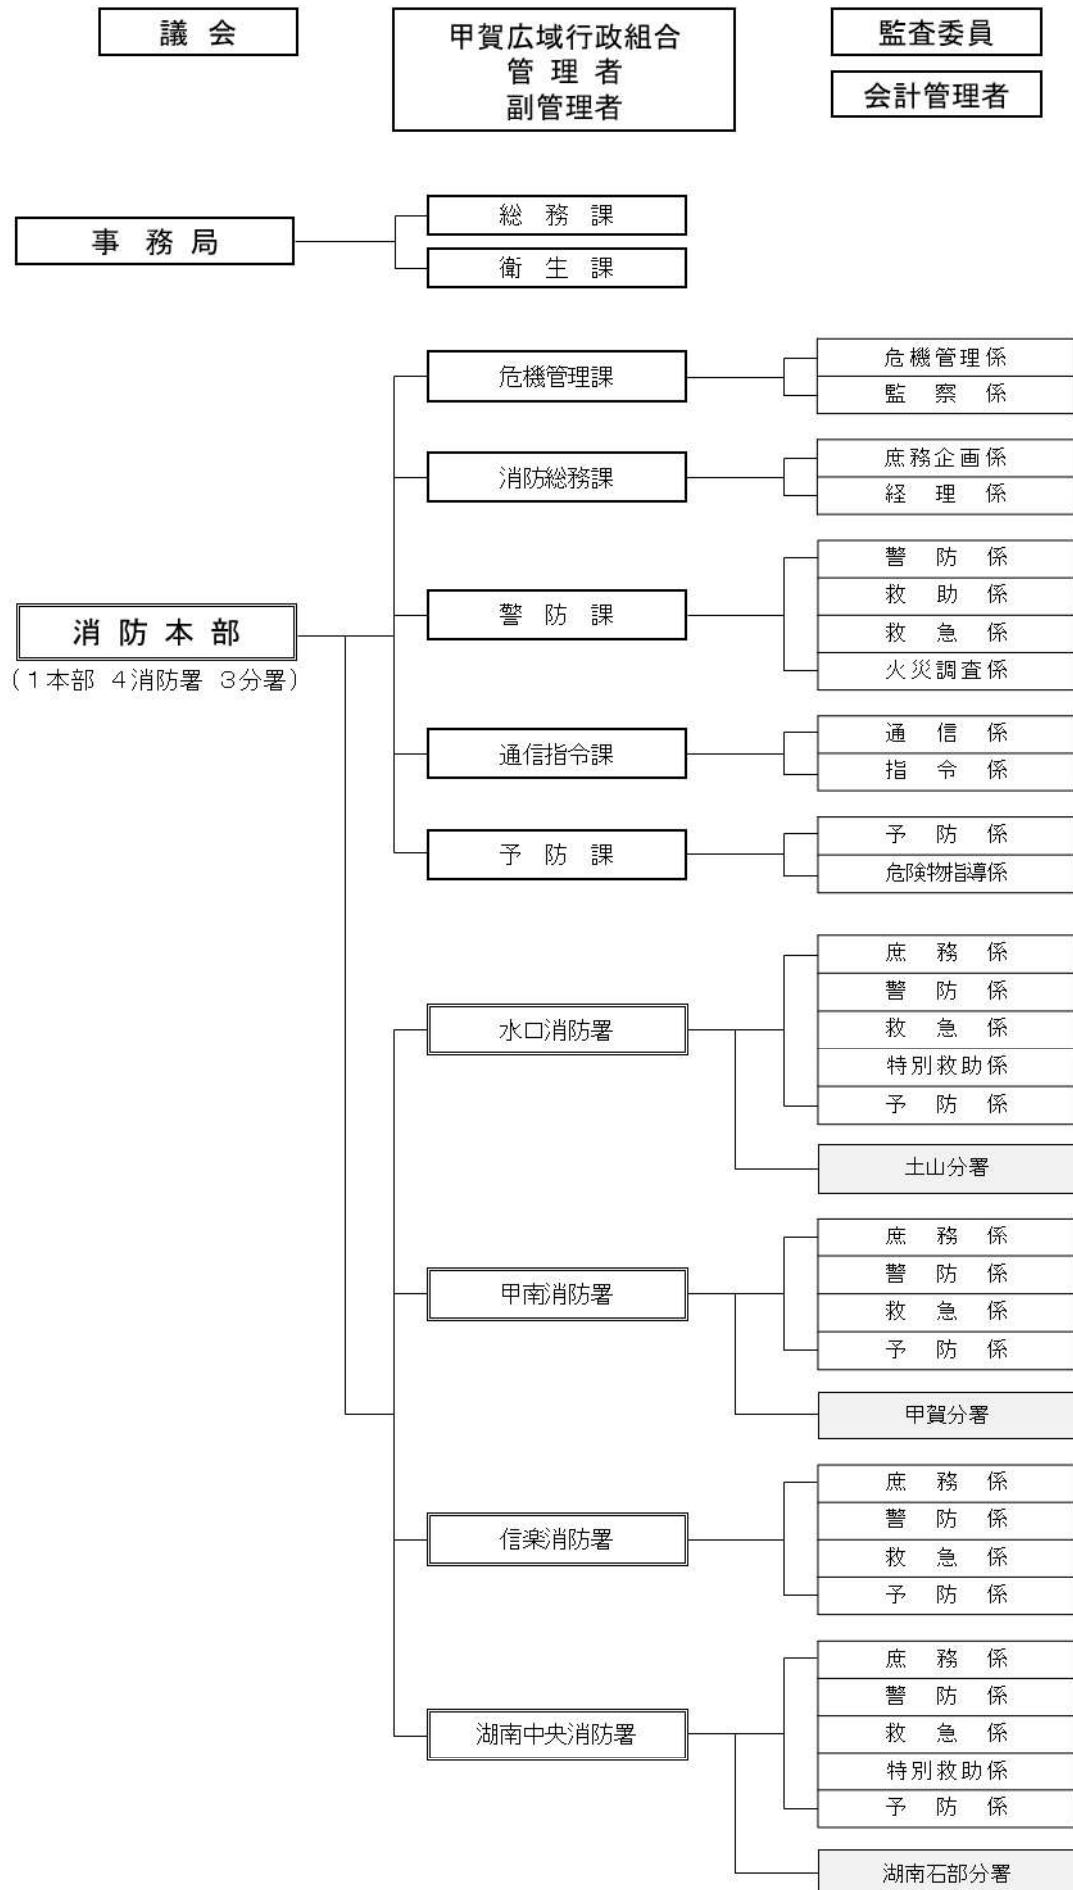 議 会
甲賀広域行政組合
管 理 者
副管理者
監査委員
会計管理者
事 務 局
総 務 課
衛 生 課
消 防 本 部
(1本部 4消防署 3分署)
危機管理課
危機管理係
監 察 係
消防総務課
庶務企画係
経 理 係
警 防 課
警 防 係
救 助 係
救 急 係
火災調査係
通信指令課
通 信 係
指 令 係
予 防 課
予 防 係
危険物指導係
水口消防署
庶 務 係
警 防 係
救 急 係
特別救助係
予 防 係
土山分署
甲南消防署
庶 務 係
警 防 係
救 急 係
予 防 係
甲賀分署
信楽消防署
庶 務 係
警 防 係
救 急 係
予 防 係
湖南中央消防署
庶 務 係
警 防 係
救 急 係
特別救助係
予 防 係
湖南石部分署